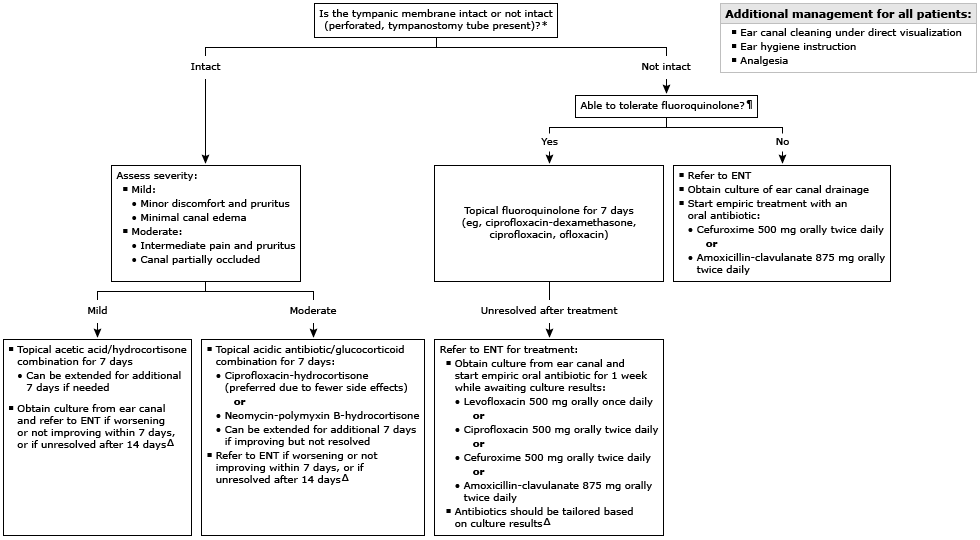 Is the tympanic membrane intact or not intact
(perforated, tympanostomy tube present)?*
Additional management for all patients:
▪ Ear canal cleaning under direct visualization
▪ Ear hygiene instruction
▪ Analgesia
Intact
Not intact
Able to tolerate fluoroquinolone?¶
Yes
No
Assess severity:
▪ Mild:
• Minor discomfort and pruritus
• Minimal canal edema
▪ Moderate:
• Intermediate pain and pruritus
• Canal partially occluded
Topical fluoroquinolone for 7 days
(eg, ciprofloxacin-dexamethasone,
ciprofloxacin, ofloxacin)
▪ Refer to ENT
▪ Obtain culture of ear canal drainage
▪ Start empiric treatment with an
oral antibiotic:
• Cefuroxime 500 mg orally twice daily
or
• Amoxicillin-clavulanate 875 mg orally
twice daily
Mild
Moderate
Unresolved after treatment
▪ Topical acetic acid/hydrocortisone
combination for 7 days
• Can be extended for additional
7 days if needed
▪ Obtain culture from ear canal
and refer to ENT if worsening
or not improving within 7 days,
or if unresolved after 14 daysΔ
▪ Topical acidic antibiotic/glucocorticoid
combination for 7 days:
• Ciprofloxacin-hydrocortisone
(preferred due to fewer side effects)
or
• Neomycin-polymyxin B-hydrocortisone
• Can be extended for additional 7 days
if improving but not resolved
▪ Refer to ENT if worsening or not
improving within 7 days, or if
unresolved after 14 daysΔ
Refer to ENT for treatment:
▪ Obtain culture from ear canal and
start empiric oral antibiotic for 1 week
while awaiting culture results:
• Levofloxacin 500 mg orally once daily
or
• Ciprofloxacin 500 mg orally twice daily
or
• Cefuroxime 500 mg orally twice daily
or
• Amoxicillin-clavulanate 875 mg orally
twice daily
▪ Antibiotics should be tailored based
on culture resultsΔ